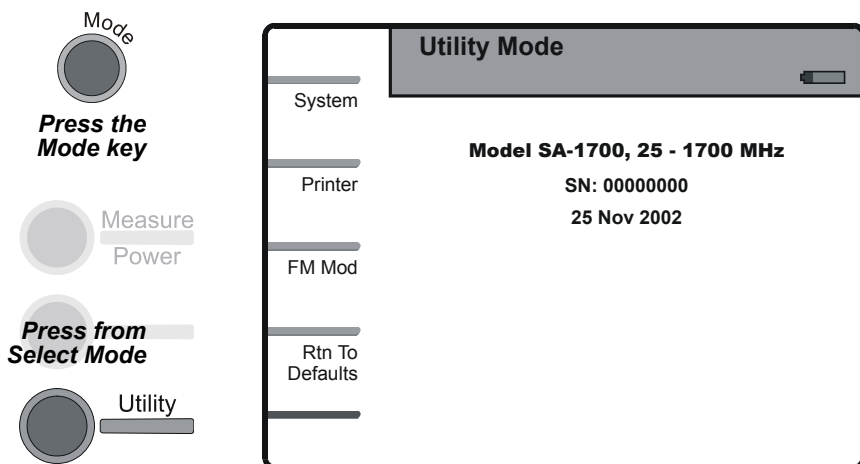 Mode
Press the
Mode key
Measure
Power
Press from
Select Mode
Utility
Utility Mode
System
Printer
FM Mod
Rtn To
Defaults
Model SA-1700, 25 - 1700 MHz
SN: 00000000
25 Nov 2002